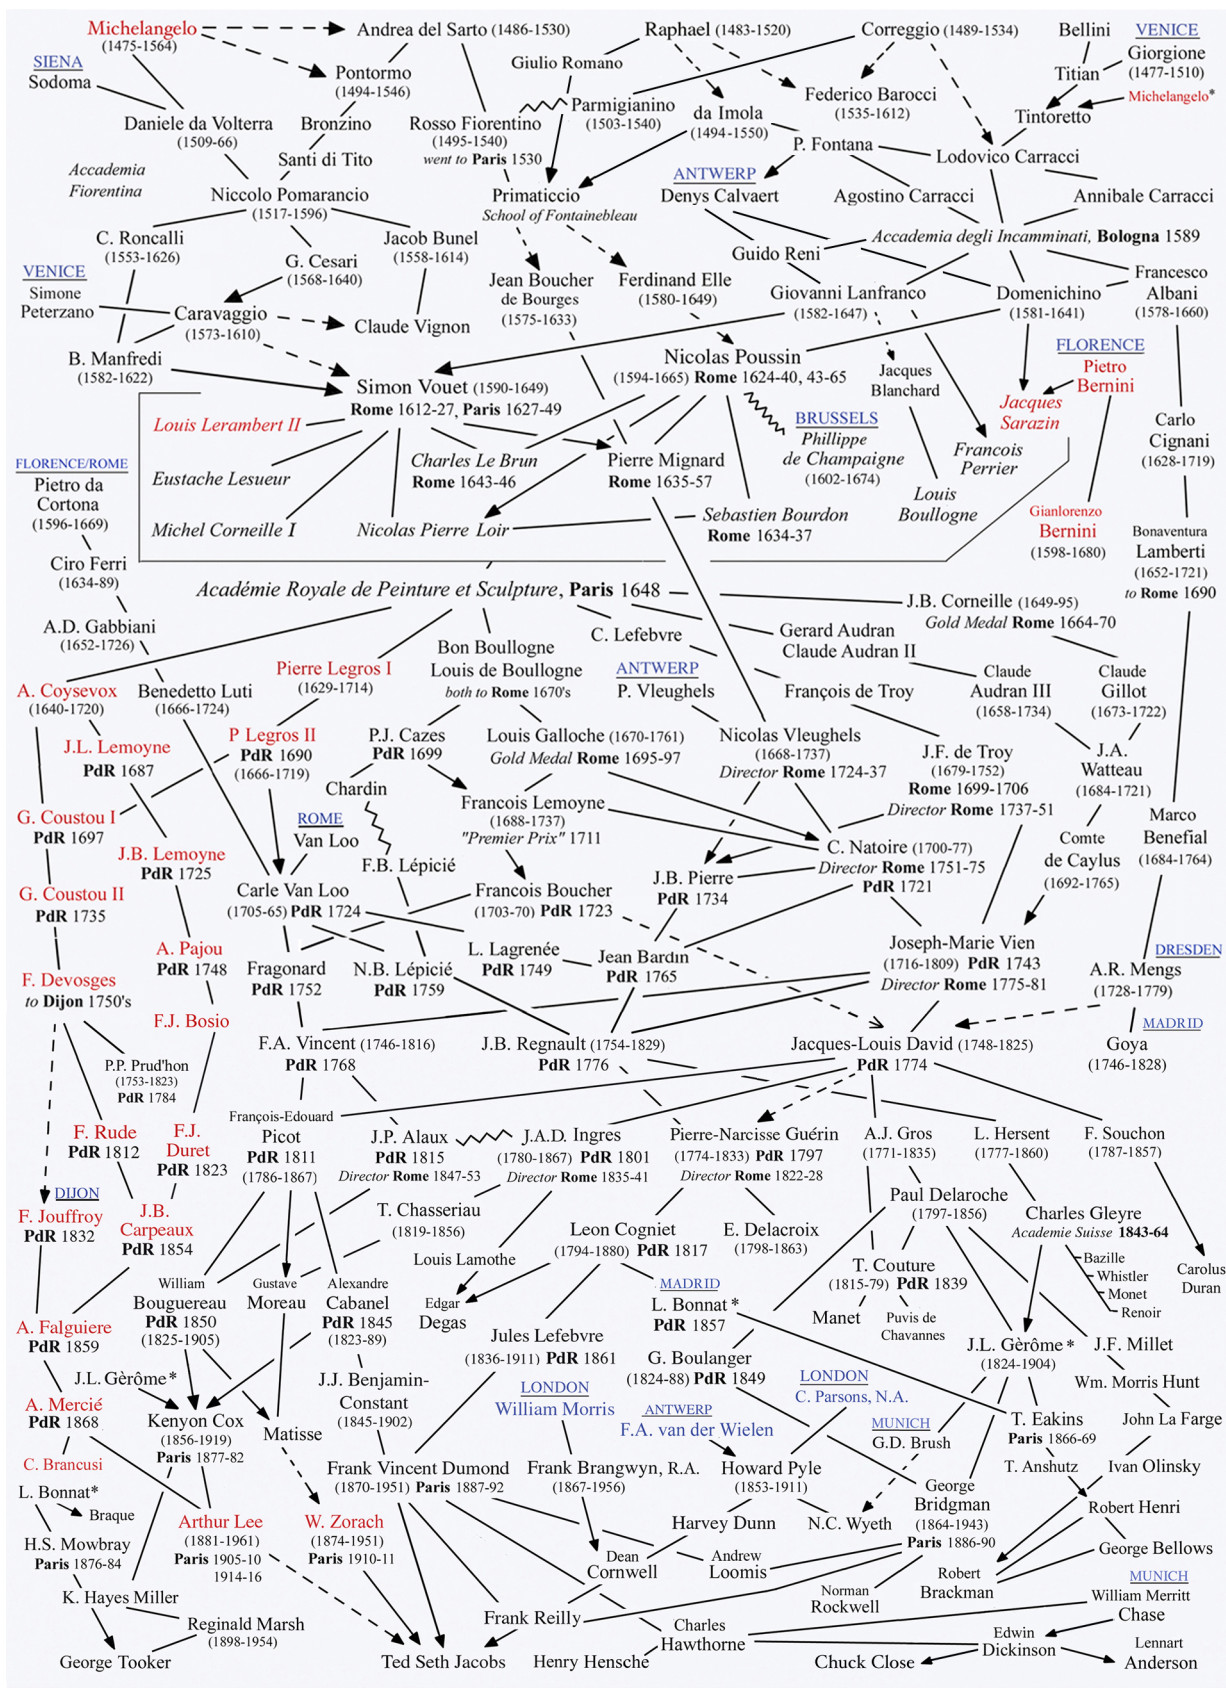 Michelangelo
(1475-1564)
Andrea del Sarto (1486-1530)
Raphael (1483-1520)
Correggio (1489-1534)
Bellini
VENICE
Giorgione
(1477-1510)
SIENA
Sodoma
Pontormo
(1494-1546)
Giulio Romano
Titian
Michelangelo*
Federico Barocci
(1535-1612)
Parmigianino
(1503-1540)
da Imola
(1494-1550)
Tintoretto
Daniele da Volterra
(1509-66)
Bronzino
Rosso Fiorentino
(1495-1540)
went to Paris 1530
P. Fontana
Lodovico Carracci
Santi di Tito
Accademia
Fiorentina
ANTWERP
Denys Calvaert
Agostino Carracci
Annibale Carracci
Niccolo Pomarancio
(1517-1596)
Primaticcio
School of Fontainebleau
C. Roncalli
(1553-1626)
Jacob Bunel
(1558-1614)
Accademia degli Incamminati, Bologna 1589
Guido Reni
G. Cesari
(1568-1640)
VENICE
Simone
Peterzano
Jean Boucher
de Bourges
(1575-1633)
Ferdinand Elle
(1580-1649)
Francesco
Albani
(1578-1660)
Giovanni Lanfranco
(1582-1647)
Domenichino
(1581-1641)
Caravaggio
(1573-1610)
Claude Vignon
B. Manfredi
(1582-1622)
Nicolas Poussin
(1594-1665) Rome 1624-40, 43-65
FLORENCE
Pietro
Bernini
Jacques
Blanchard
Simon Vouet (1590-1649)
Rome 1612-27, Paris 1627-49
Jacques
Sarazin
Louis Lerambert II
BRUSSELS
Phillippe
de Champaigne
(1602-1674)
Carlo
Cignani
(1628-1719)
Francois
Perrier
FLORENCE/ROME
Pietro da
Cortona
(1596-1669)
Eustache Lesueur
Charles Le Brun
Rome 1643-46
Pierre Mignard
Rome 1635-57
Louis
Boullogne
Gianlorenzo
Bernini
(1598-1680)
Michel Corneille I
Nicolas Pierre Loir
Sebastien Bourdon
Rome 1634-37
Bonaventura
Lamberti
(1652-1721)
to Rome 1690
Ciro Ferri
(1634-89)
Académie Royale de Peinture et Sculpture, Paris 1648
J.B. Corneille (1649-95)
Gold Medal Rome 1664-70
A.D. Gabbiani
(1652-1726)
C. Lefebvre
Gerard Audran
Claude Audran II
Bon Boullogne
Louis de Boullogne
both to Rome 1670's
Pierre Legros I
(1629-1714)
ANTWERP
P. Vleughels
François de Troy
Claude
Audran III
(1658-1734)
Claude
Gillot
(1673-1722)
A. Coysevox
(1640-1720)
Benedetto Luti
(1666-1724)
J.L. Lemoyne
PdR 1687
P Legros II
PdR 1690
(1666-1719)
P.J. Cazes
PdR 1699
Louis Galloche (1670-1761)
Gold Medal Rome 1695-97
Nicolas Vleughels
(1668-1737)
Director Rome 1724-37
J.F. de Troy
(1679-1752)
Rome 1699-1706
Director Rome 1737-51
J.A.
Watteau
(1684-1721)
Chardin
Francois Lemoyne
(1688-1737)
"Premier Prix" 1711
G. Coustou I
PdR 1697
ROME
Van Loo
Marco
Benefial
(1684-1764)
Comte
de Caylus
(1692-1765)
J.B. Lemoyne
PdR 1725
F.B. Lépicié
C. Natoire (1700-77)
Director Rome 1751-75
PdR 1721
J.B. Pierre
PdR 1734
G. Coustou II
PdR 1735
Carle Van Loo
(1705-65) PdR 1724
Francois Boucher
(1703-70) PdR 1723
A. Pajou
PdR 1748
L. Lagrenée
PdR 1749
Jean Bardin
PdR 1765
Joseph-Marie Vien
(1716-1809) PdR 1743
Director Rome 1775-81
DRESDEN
A.R. Mengs
(1728-1779)
F. Devosges
to Dijon 1750's
Fragonard
PdR 1752
N.B. Lépicié
PdR 1759
F.J. Bosio
MADRID
Goya
(1746-1828)
F.A. Vincent (1746-1816)
PdR 1768
J.B. Regnault (1754-1829)
PdR 1776
Jacques-Louis David (1748-1825)
PdR 1774
P.P. Prud'hon
(1753-1823)
PdR 1784
François-Edouard
Picot
PdR 1811
(1786-1867)
F. Rude
PdR 1812
F.J.
Duret
PdR 1823
J.P. Alaux
PdR 1815
Director Rome 1847-53
J.A.D. Ingres
(1780-1867) PdR 1801
Director Rome 1835-41
Pierre-Narcisse Guérin
(1774-1833) PdR 1797
Director Rome 1822-28
A.J. Gros
(1771-1835)
L. Hersent
(1777-1860)
F. Souchon
(1787-1857)
DIJON
F. Jouffroy
PdR 1832
J.B.
Carpeaux
PdR 1854
T. Chasseriau
(1819-1856)
Paul Delaroche
(1797-1856)
Charles Gleyre
Academie Suisse 1843-64
Leon Cogniet
(1794-1880) PdR 1817
E. Delacroix
(1798-1863)
Louis Lamothe
T. Couture
(1815-79) PdR 1839
Bazille
Whistler
Monet
Renoir
Carolus
Duran
William
Bouguereau
PdR 1850
(1825-1905)
Gustave
Moreau
Alexandre
Cabanel
PdR 1845
(1823-89)
Edgar
Degas
MADRID
L. Bonnat *
PdR 1857
Manet
Puvis de
Chavannes
A. Falguiere
PdR 1859
Jules Lefebvre
(1836-1911) PdR 1861
J.L. Gèrôme *
(1824-1904)
J.F. Millet
J.L. Gèrôme*
G. Boulanger
(1824-88) PdR 1849
J.J. Benjamin-
Constant
(1845-1902)
LONDON
William Morris
LONDON
C. Parsons, N.A.
Wm. Morris Hunt
A. Mercié
PdR 1868
Kenyon Cox
(1856-1919)
Paris 1877-82
Matisse
ANTWERP
F.A. van der Wielen
MUNICH
G.D. Brush
T. Eakins
Paris 1866-69
John La Farge
C. Brancusi
Frank Vincent Dumond
(1870-1951) Paris 1887-92
Frank Brangwyn, R.A.
(1867-1956)
Howard Pyle
(1853-1911)
T. Anshutz
Ivan Olinsky
L. Bonnat*
Braque
George
Bridgman
(1864-1943)
Paris 1886-90
Robert Henri
Arthur Lee
(1881-1961)
Paris 1905-10
1914-16
W. Zorach
(1874-1951)
Paris 1910-11
Harvey Dunn
N.C. Wyeth
H.S. Mowbray
Paris 1876-84
George Bellows
Dean
Cornwell
Andrew
Loomis
Robert
Brackman
MUNICH
William Merritt
Chase
K. Hayes Miller
Norman
Rockwell
Reginald Marsh
(1898-1954)
Frank Reilly
Charles
Hawthorne
Edwin
Dickinson
Lennart
Anderson
George Tooker
Ted Seth Jacobs
Henry Hensche
Chuck Close